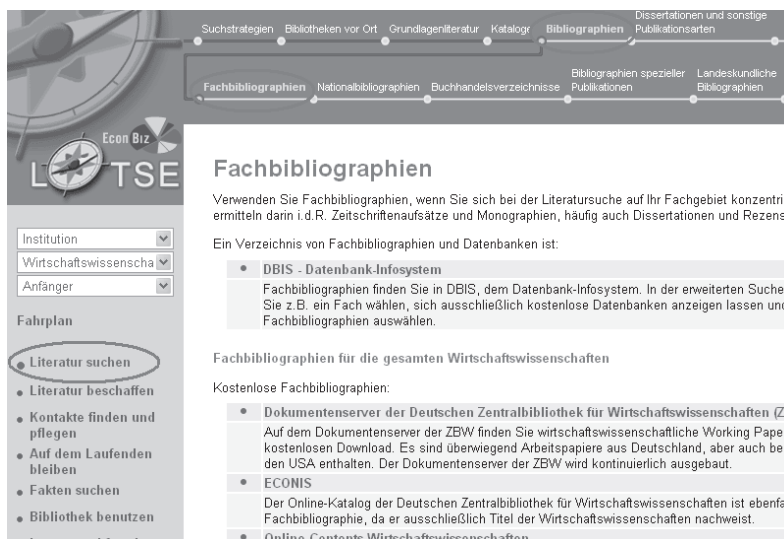 Dissertationen und sonstige
Suchstrategien Bibliotheken vor Ort Grundlagenliteratur Kataloge Bibliographien Publikationsarten
Bibliographien spezieller Landeskundliche
Fachbibliographien Nationalbibliographien Buchhandelsverzeichnisse Publikationen Bibliographien
Econ Biz
LOTSE
Institution
Wirtschaftswissenscha
Anfänger
Fahrplan
Literatur suchen
Literatur beschaffen
Kontakte finden und
pflegen
Auf dem Laufenden
bleiben
Fakten suchen
Bibliothek benutzen
Fachbibliographien
Verwenden Sie Fachbibliographien, wenn Sie sich bei der Literatursuche auf Ihr Fachgebiet konzentri
ermitteln darin i.d.R. Zeitschriftenaufsätze und Monographien, häufig auch Dissertationen und Rezens
Ein Verzeichnis von Fachbibliographien und Datenbanken ist:
DBIS - Datenbank-Infosystem
Fachbibliographien finden Sie in DBIS, dem Datenbank-Infosystem. In der erweiterten Suche
Sie z.B. ein Fach wählen, sich ausschließlich kostenlose Datenbanken anzeigen lassen und
Fachbibliographien auswählen.
Fachbibliographien für die gesamten Wirtschaftswissenschaften
Kostenlose Fachbibliographien:
Dokumentenserver der Deutschen Zentralbibliothek für Wirtschaftswissenschaften (Z
Auf dem Dokumentenserver der ZBW finden Sie wirtschaftswissenschaftliche Working Pape
kostenlosen Download. Es sind überwiegend Arbeitspapiere aus Deutschland, aber auch be
den USA enthalten. Der Dokumentenserver der ZBW wird kontinuierlich ausgebaut.
ECONIS
Der Online-Katalog der Deutschen Zentralbibliothek für Wirtschaftswissenschaften ist ebenfa
Fachbibliographie, da er ausschließlich Titel der Wirtschaftswissenschaften nachweist.
Online Contents Wirtschaftswissenschaften